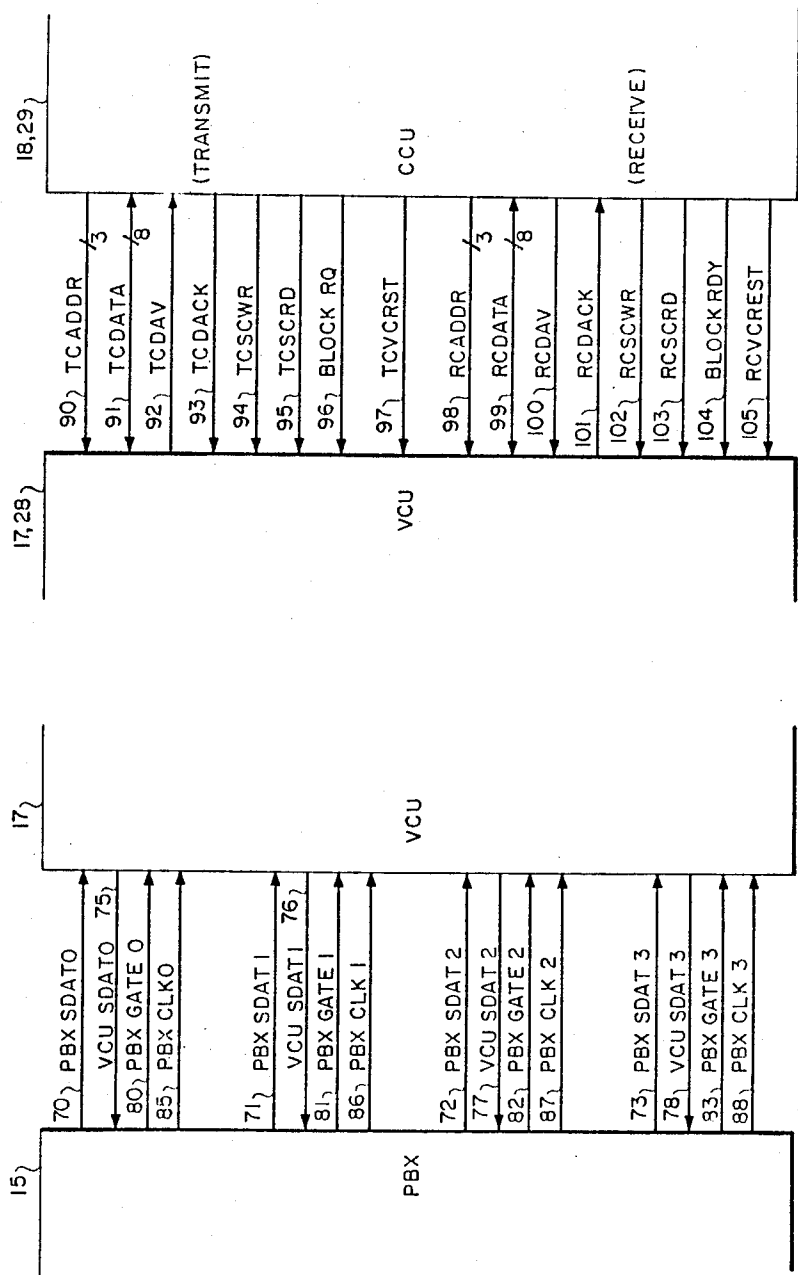 15
PBX
70 PBX SDAT0
VCU SDAT0 75
80 PBX GATE 0
85 PBX CLK0
71 PBX SDAT 1
VCU SDAT 1 76
81 PBX GATE 1
86 PBX CLK 1
72 PBX SDAT 2
77 VCU SDAT 2
82 PBX GATE 2
87 PBX CLK 2
73 PBX SDAT 3
78 VCU SDAT 3
83 PBX GATE 3
88 PBX CLK 3
17
VCU
17,28
VCU
90 TCADDR 3
91 TCDATA 8
92 TCDAV
93 TCDACK
94 TCSCWR
95 TCSCRD
96 BLOCK RQ
97 TCVCRST
98 RCADDR 3
99 RCDATA 8
100 RCDAV
101 RCDACK
102 RCSCWR
103 RCSCRD
104 BLOCK RDY
105 RCVCREST
18,29
(TRANSMIT)
CCU
(RECEIVE)